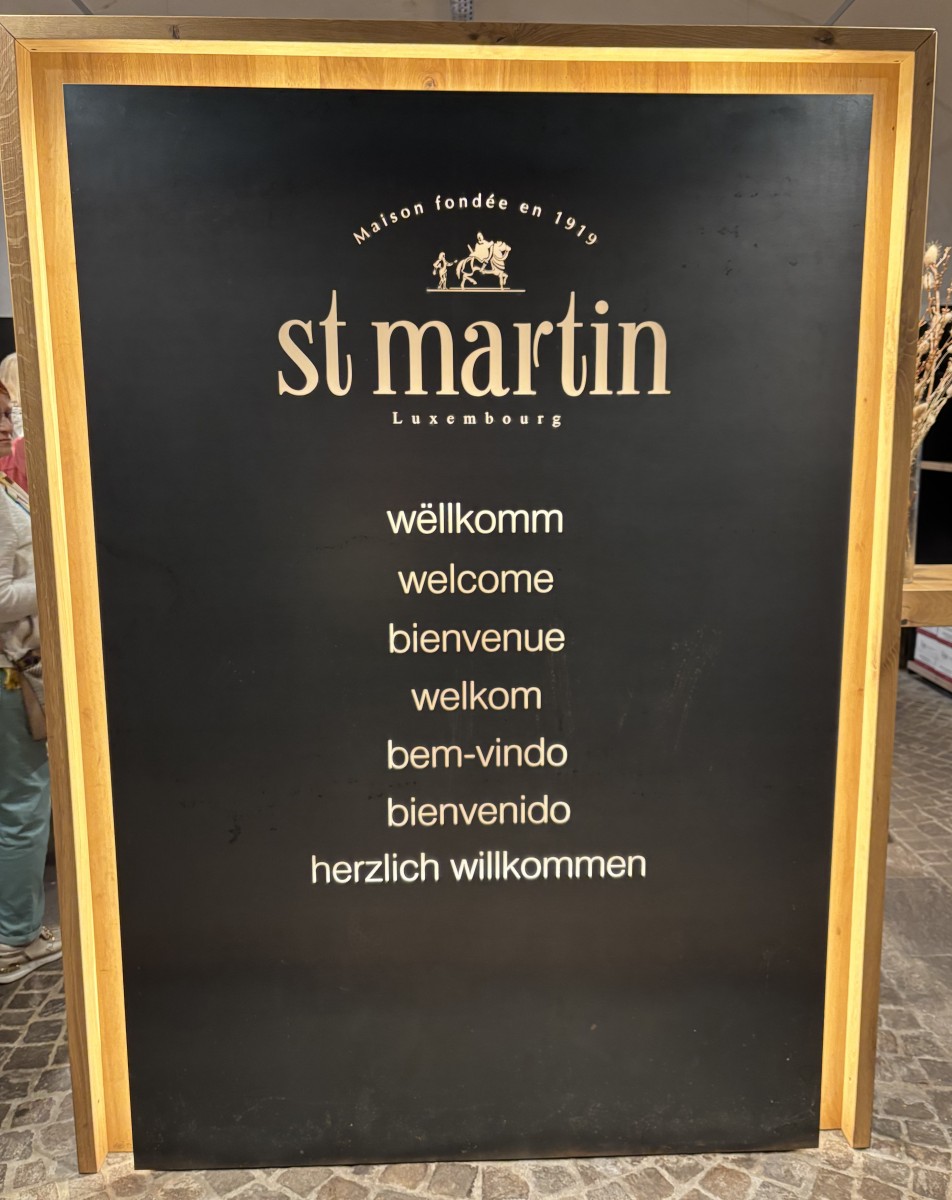 Maison fondée en 1919
st martin
Luxembourg
wëllkomm
welcome
bienvenue
welkom
bem-vindo
bienvenido
herzlich willkommen